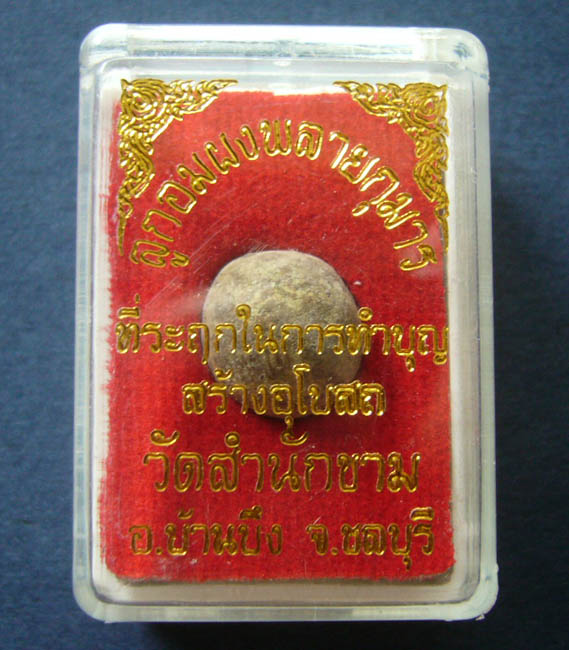 ลูกอมผงพลายกุมาร
ที่ระฤกในการทำบุญ
สร้างอุโบสถ
วัดสำนักขาม
อ.บ้านบึง จ.ชลบุรี